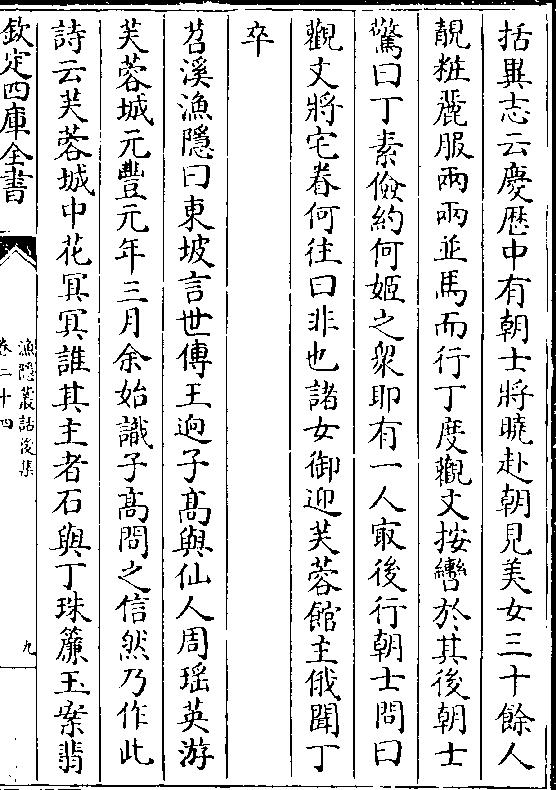 括異志云慶歴中有朝士將曉赴朝見美女三十餘人
靚粧麗服兩兩並馬而行丁度觀文按轡於其後朝士
驚曰丁素儉約何姬之衆耶有一人㝡後行朝士問曰
觀文將宅眷何往曰非也諸女御迎芙蓉館主俄聞丁
卒
苕溪漁隱曰東坡言世傳王逈子髙與仙人周瑶英游
芙蓉城元豐元年三月余始識子髙問之信然乃作此
詩云芙蓉城中花冥冥誰其主者石與丁珠簾玉案翡
欽定四庫全書
漁隱叢話後集
卷二十四
九